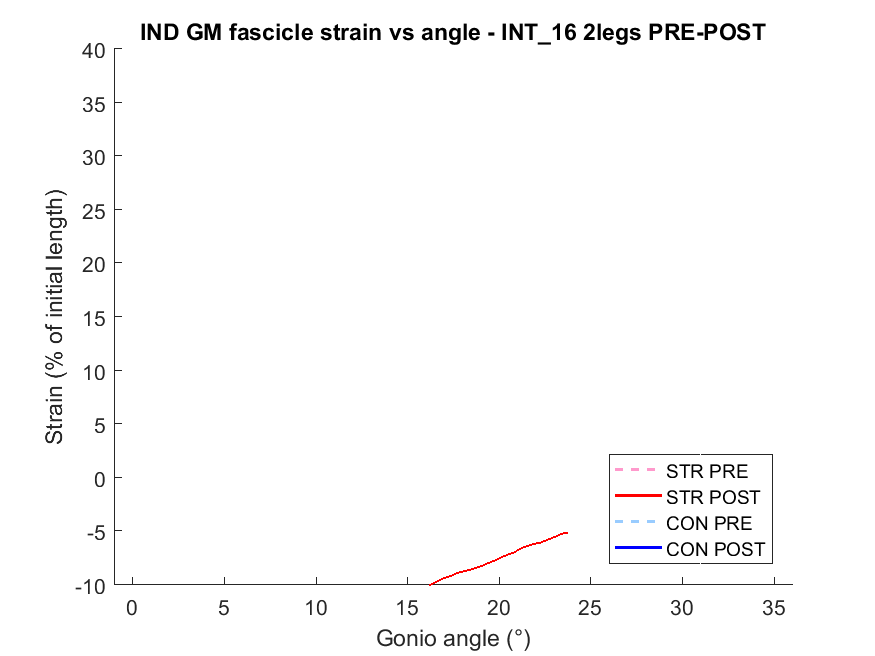 IND GM fascicle strain vs angle - INT_16 2legs PRE-POST
40
35
30
25
20
15
10
5
0
-5
-10
Strain (% of initial length)
0 5 10 15 20 25 30 35
Gonio angle (°)
STR PRE
STR POST
CON PRE
CON POST